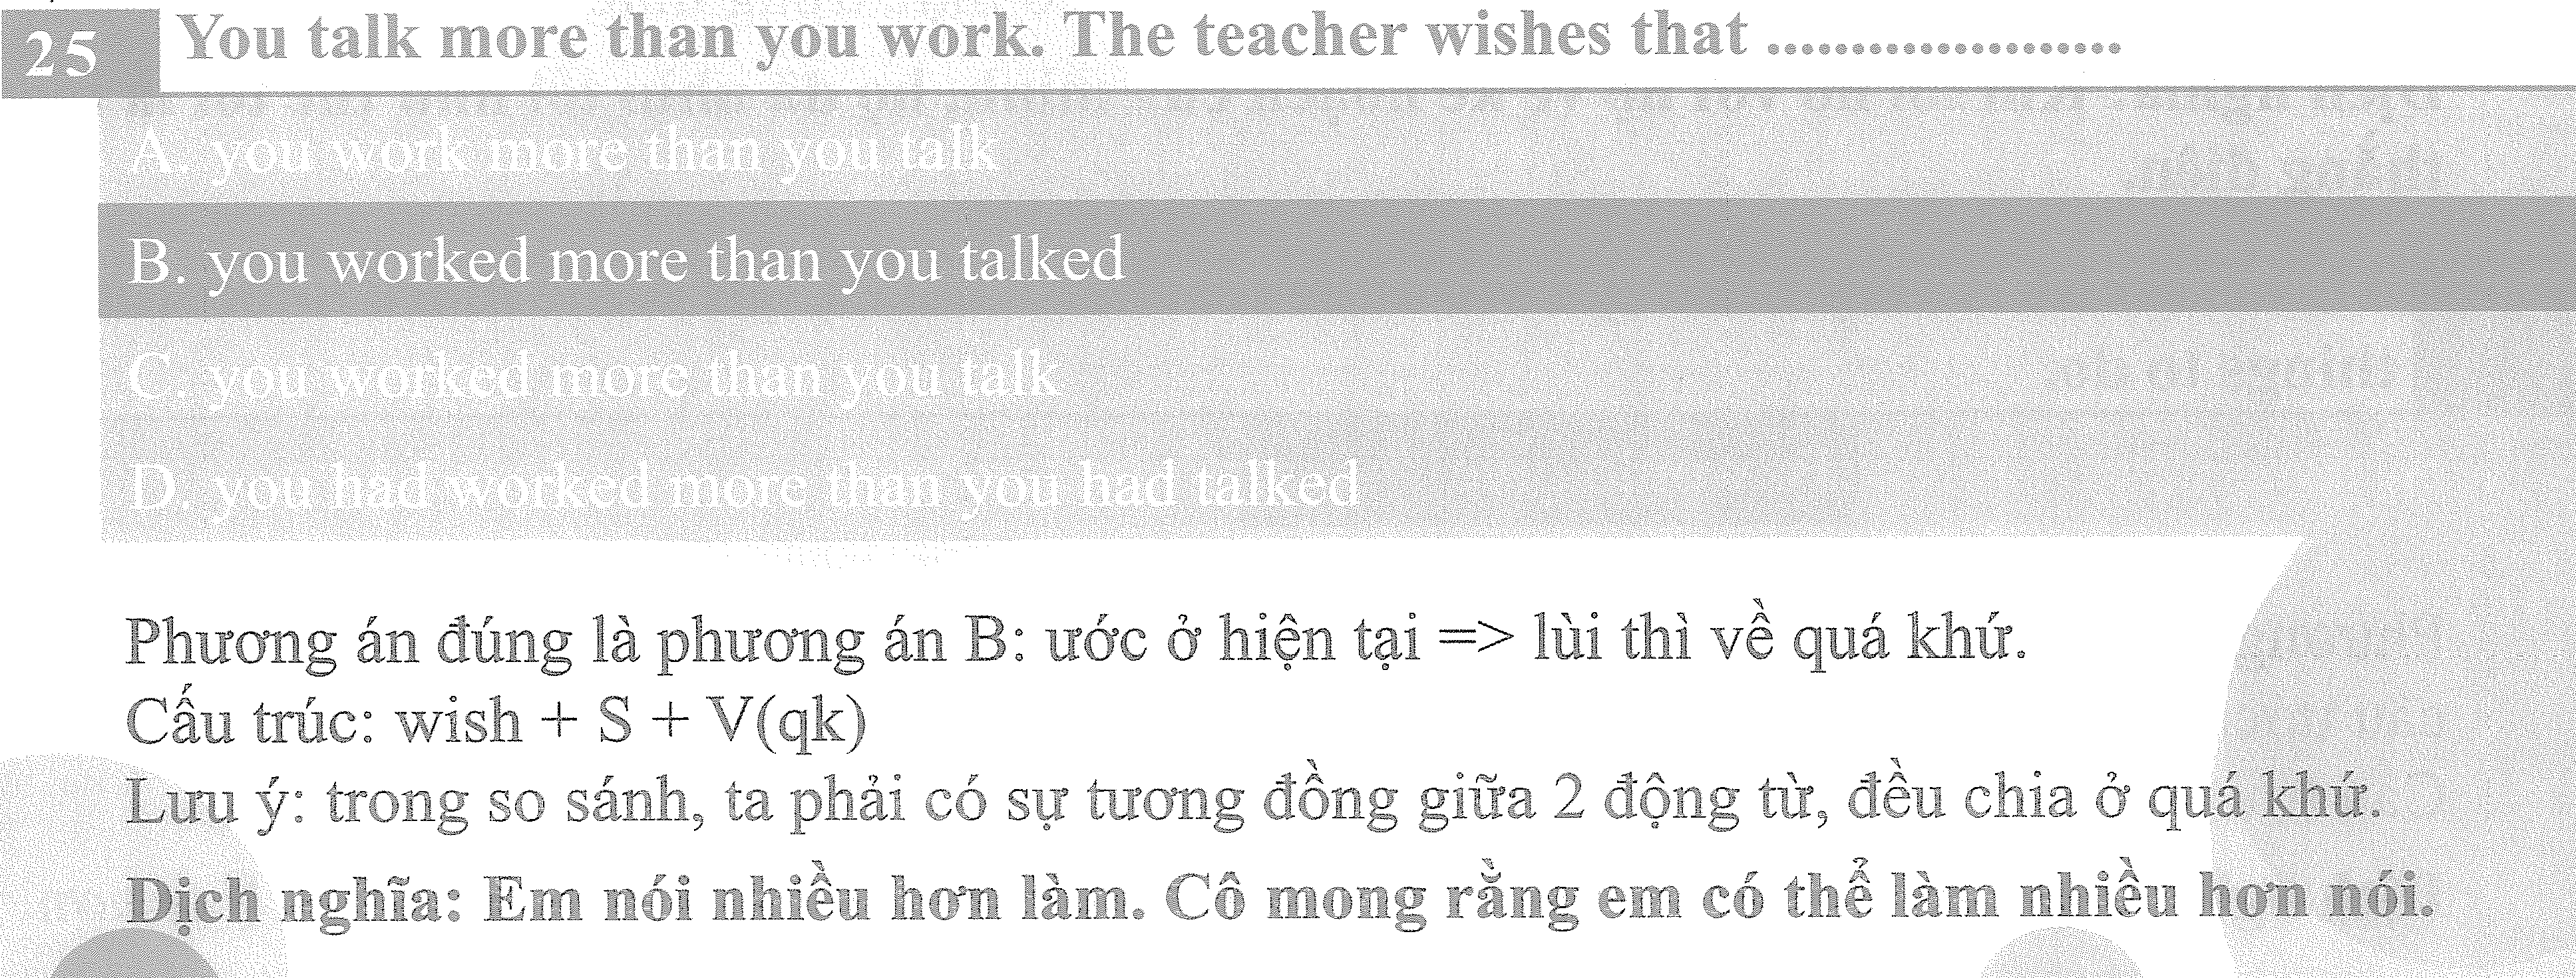 25 You talk more than you work. The teacher wishes that .....................
A. you work more than you talk
B. you worked more than you talked
C. you worked more than you talk
D. you had worked more than you had talked
Phương án đúng là phương án B: ước ở hiện tại => lùi thì về quá khứ.
Cấu trúc: wish + S + V(qk)
Lưu ý: trong so sánh, ta phải có sự tương đồng giữa 2 động từ, đều chia ở quá khứ.
Dịch nghĩa: Em nói nhiều hơn làm. Cô mong rằng em có thể làm nhiều hơn nói.